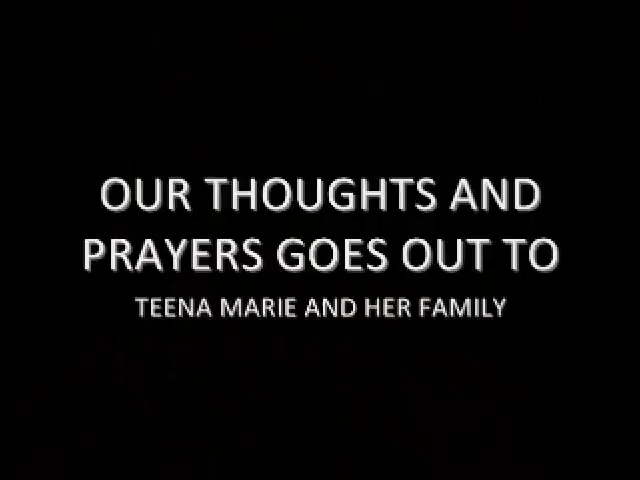 OUR THOUGHTS AND
PRAYERS GOES OUT TO
TEENA MARIE AND HER FAMILY